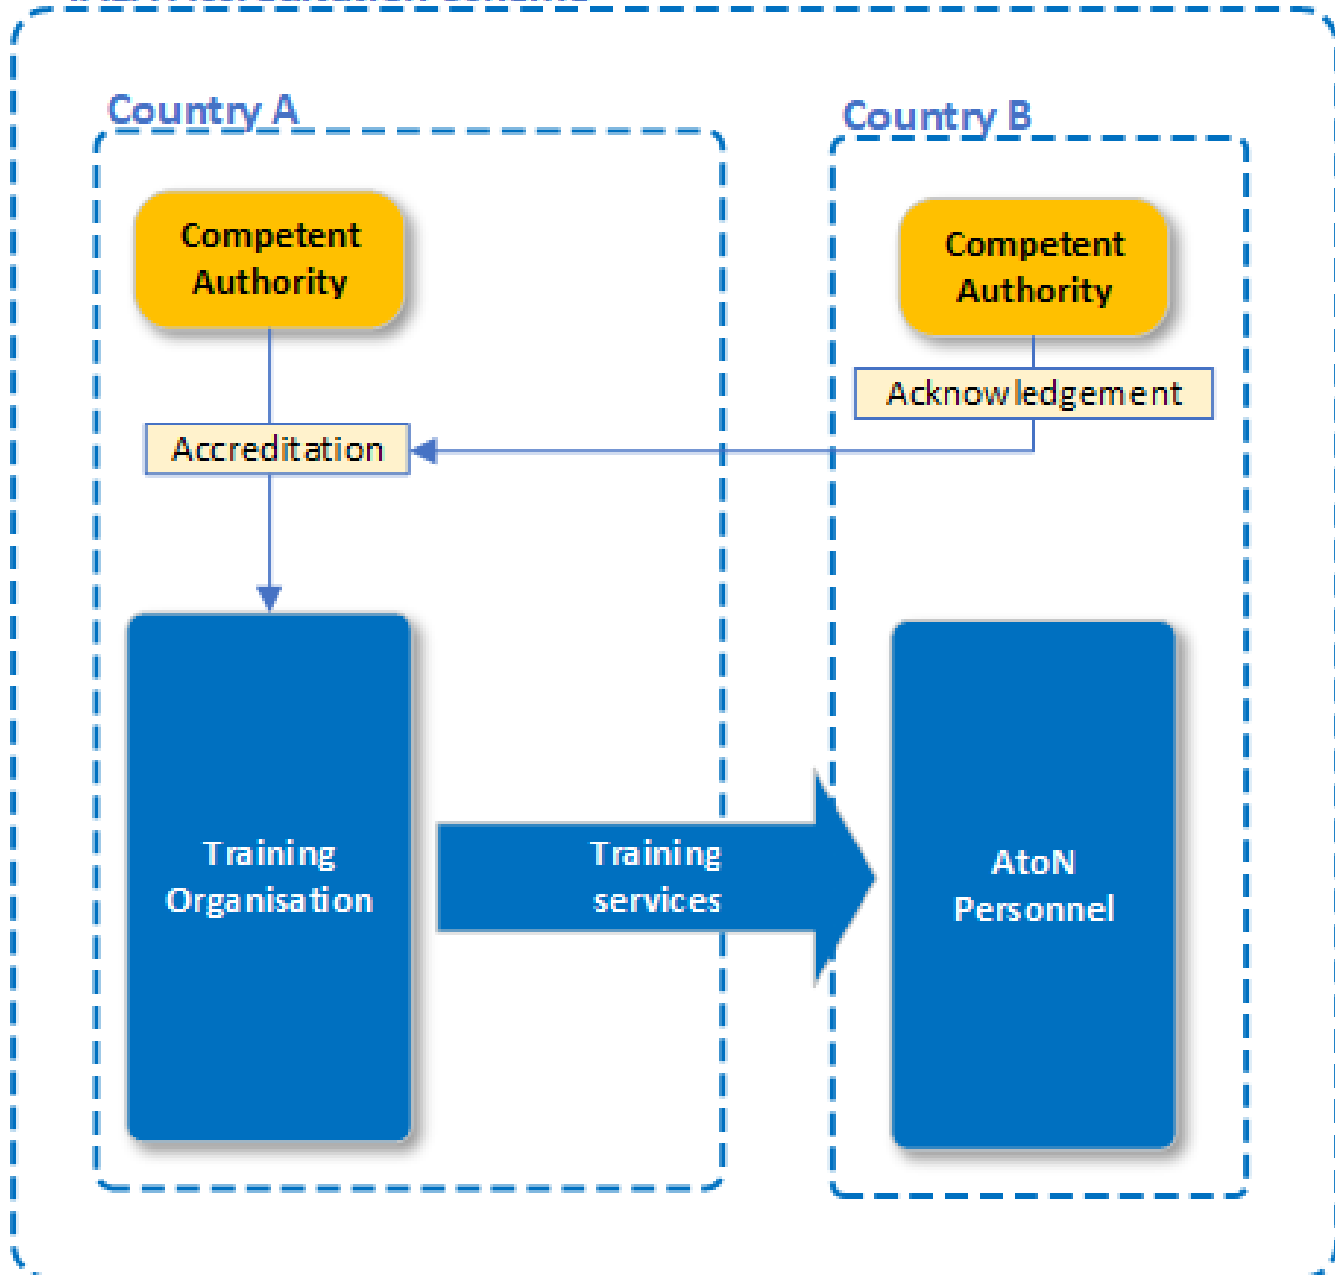 Country A
Country B
Competent
Authority
Competent
Authority
Acknowledgement
Accreditation
Training
Organisation
Training
services
AtoN
Personnel